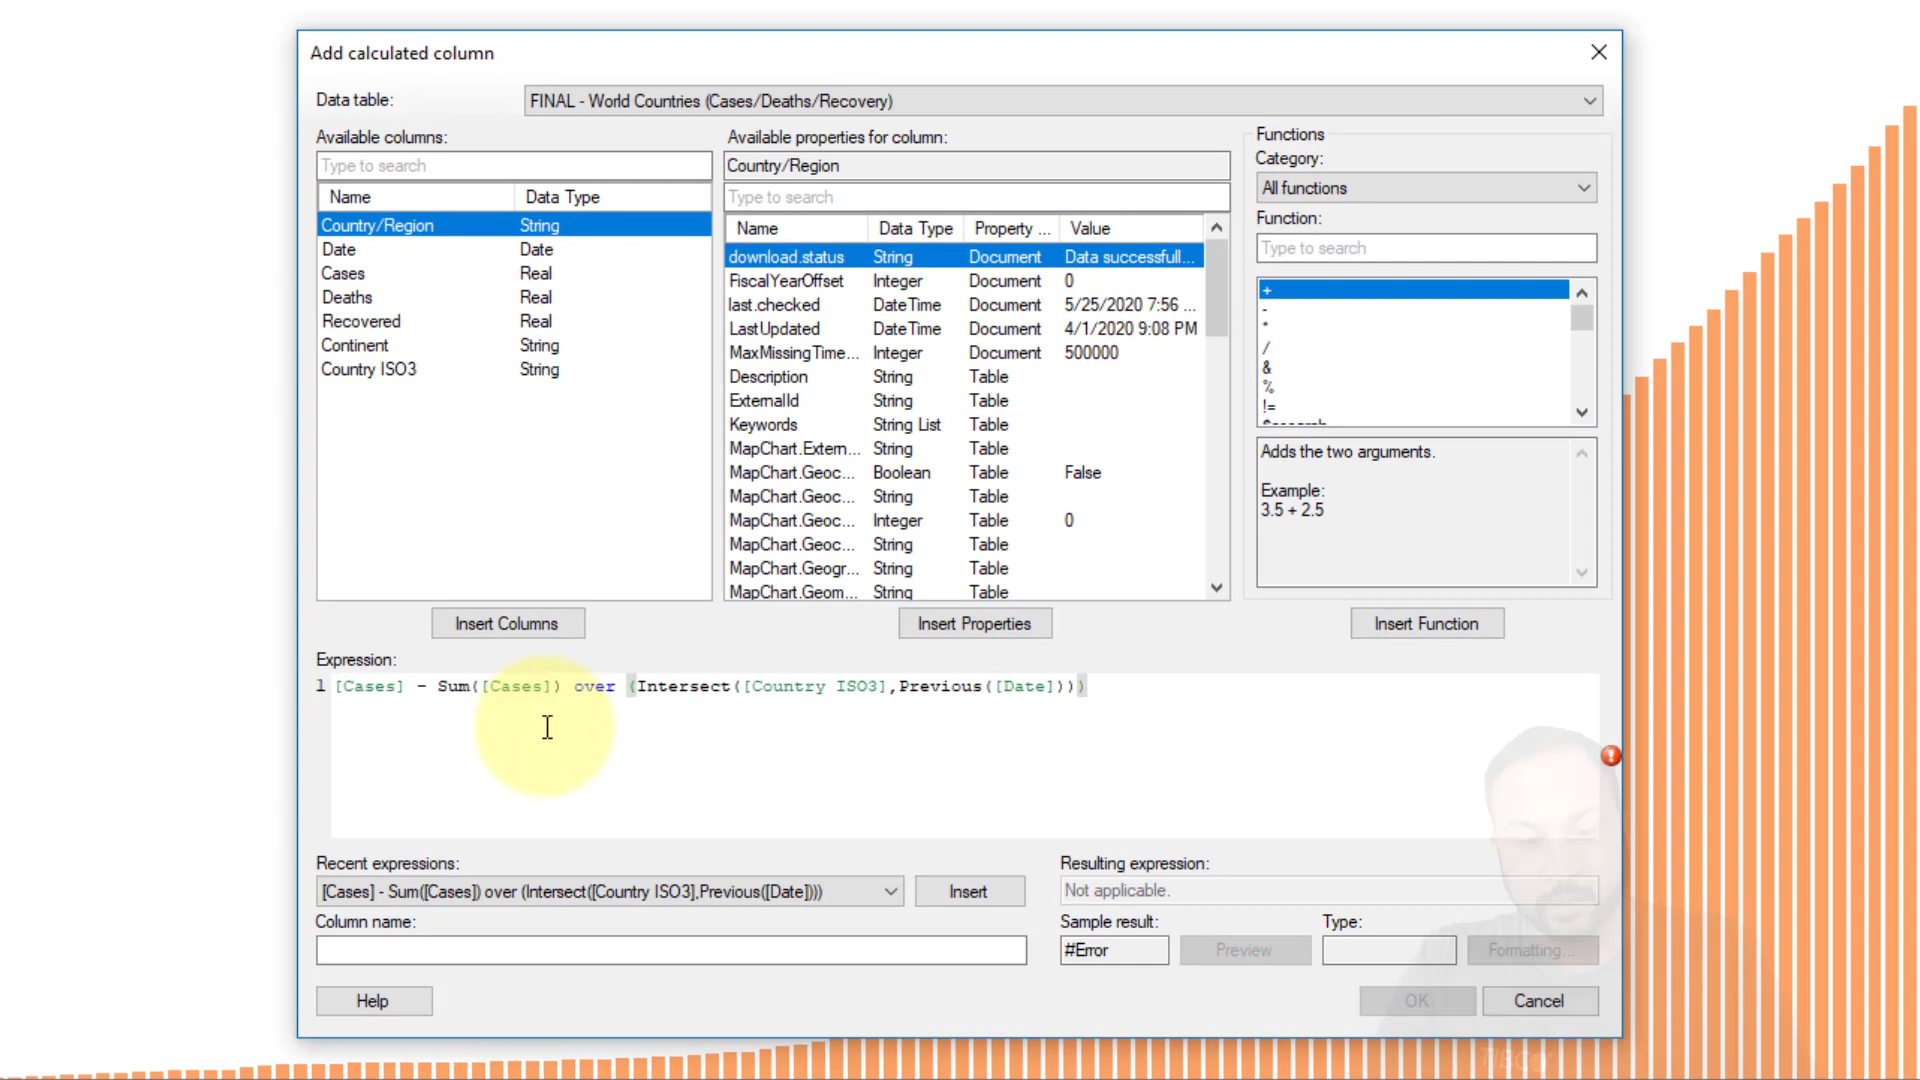 Add calculated column
Data table:
FINAL - World Countries (Cases/Deaths/Recovery)
Available columns:
Type to search
Name Data Type
Country/Region String
Date Date
Cases Real
Deaths Real
Recovered Real
Continent String
Country ISO3 String
Insert Columns
Available properties for column:
Country/Region
Type to search
Name Data Type Property ... Value
download.status String Document Data successfull...
FiscalYearOffset Integer Document 0
last.checked DateTime Document 5/25/2020 7:56 ...
LastUpdated DateTime Document 4/1/2020 9:08 PM
MaxMissingTime... Integer Document 500000
Description String Table
ExternalId String Table
Keywords String List Table
MapChart.Extern... String Table
MapChart.Geoc... Boolean Table False
MapChart.Geoc... String Table
MapChart.Geoc... Integer Table 0
MapChart.Geoc... String Table
MapChart.Geogr... String Table
MapChart.Geom... String Table
Insert Properties
Functions
Category:
All functions
Function:
Type to search
+
-
*
/
&
%
!=
Adds the two arguments.
Example:
3.5 + 2.5
Insert Function
Expression:
1 [Cases] - Sum([Cases]) over (Intersect([Country ISO3],Previous([Date])))
Recent expressions:
[Cases] - Sum([Cases]) over (Intersect([Country ISO3],Previous([Date])))
Insert
Column name:
Resulting expression:
Not applicable.
Sample result:
#Error
Preview
Type:
Formatting...
Help
OK
Cancel
TIBCO